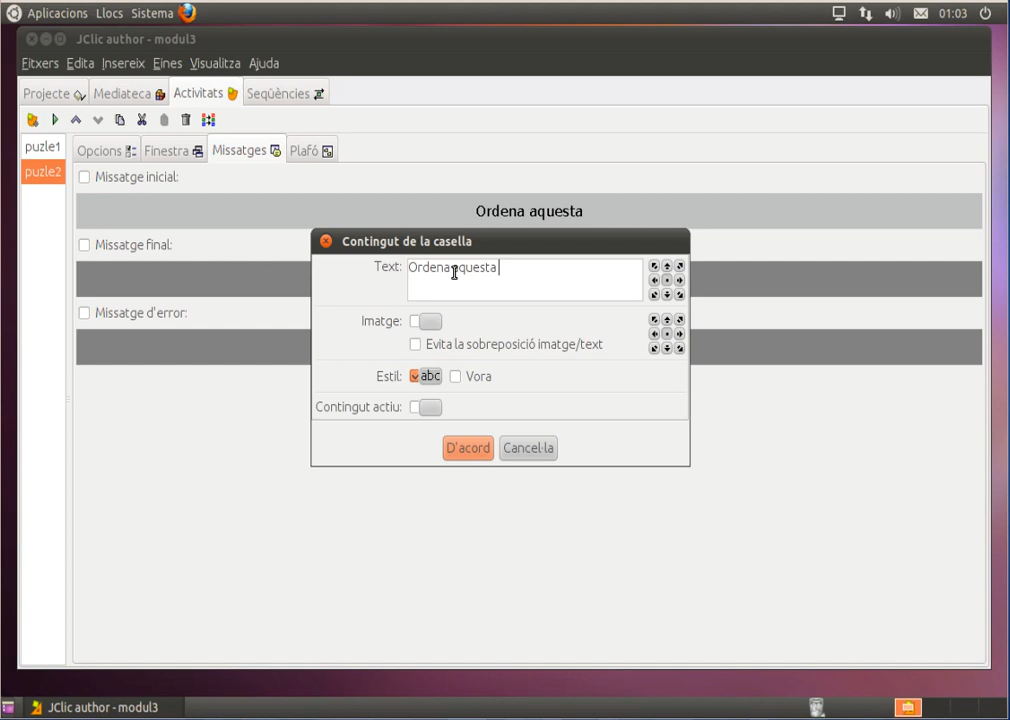 Aplicacions Llocs Sistema 01:03
JClic author - modul3
Eitxers Edita Insereix Eines Visualitza Ajuda
Projecte Mediateca Activitats Seqüències
puzle1 Opcions Finestra Missatges Plafó
puzle2
Missatge inicial:
Ordena aquesta
Missatge final:
Missatge d'error:
Contingut de la casella
Text: Ordena aquesta
Imatge:
Evita la sobreposició imatge/text
Estil: abc Vora
Contingut actiu:
D'acord Cancel·la
JClic author - modul3